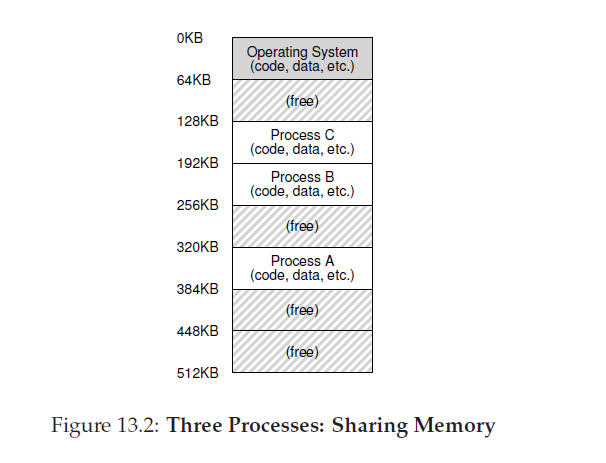 0KB
Operating System
(code, data, etc.)
64KB
(free)
128KB
Process C
(code, data, etc.)
192KB
Process B
(code, data, etc.)
256KB
(free)
320KB
Process A
(code, data, etc.)
384KB
(free)
448KB
(free)
512KB
Figure 13.2: Three Processes: Sharing Memory